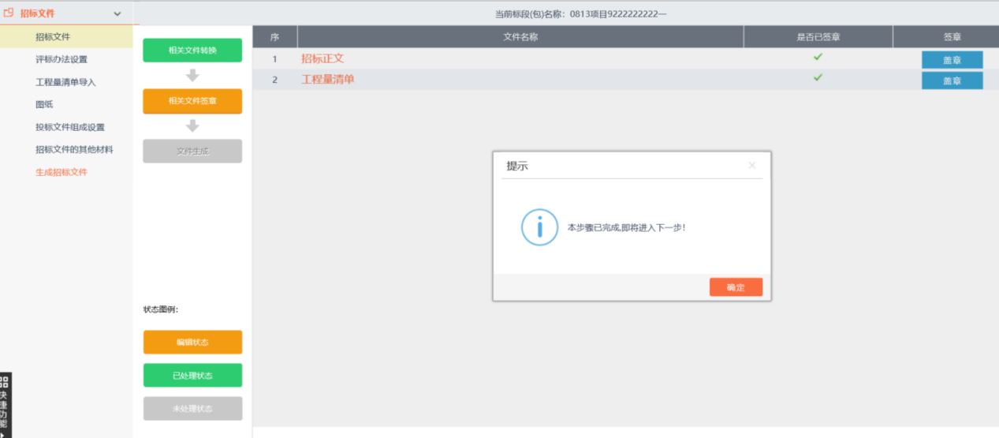 招标文件
当前标段(包)名称：0813项目9222222222一
招标文件
评标办法设置
工程量清单导入
图纸
投标文件组成设置
招标文件的其他材料
生成招标文件
相关文件转换
相关文件签章
文件生成
状态图例：
编辑状态
已处理状态
未处理状态
序 文件名称 是否已签章 签章
1 招标正文 盖章
2 工程量清单 盖章
提示
本步骤已完成,即将进入下一步!
确定
快捷功能